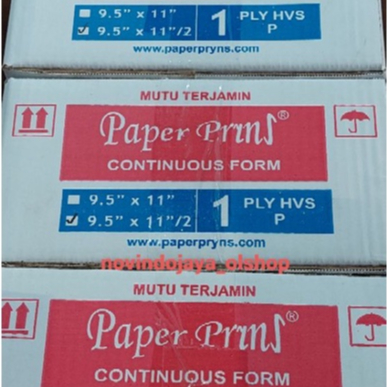 9.5" x 11"
9.5" x 11"/2
1
PLY HVS
P
www.paperpryns.com
MUTU TERJAMIN
Paper Pryns®
CONTINUOUS FORM
9.5" x 11"
9.5" x 11"/2
1
PLY HVS
P
www.paperpryns.com
novindojaya_olshop
MUTU TERJAMIN
Paper Pryns®
CONTINUOUS FORM